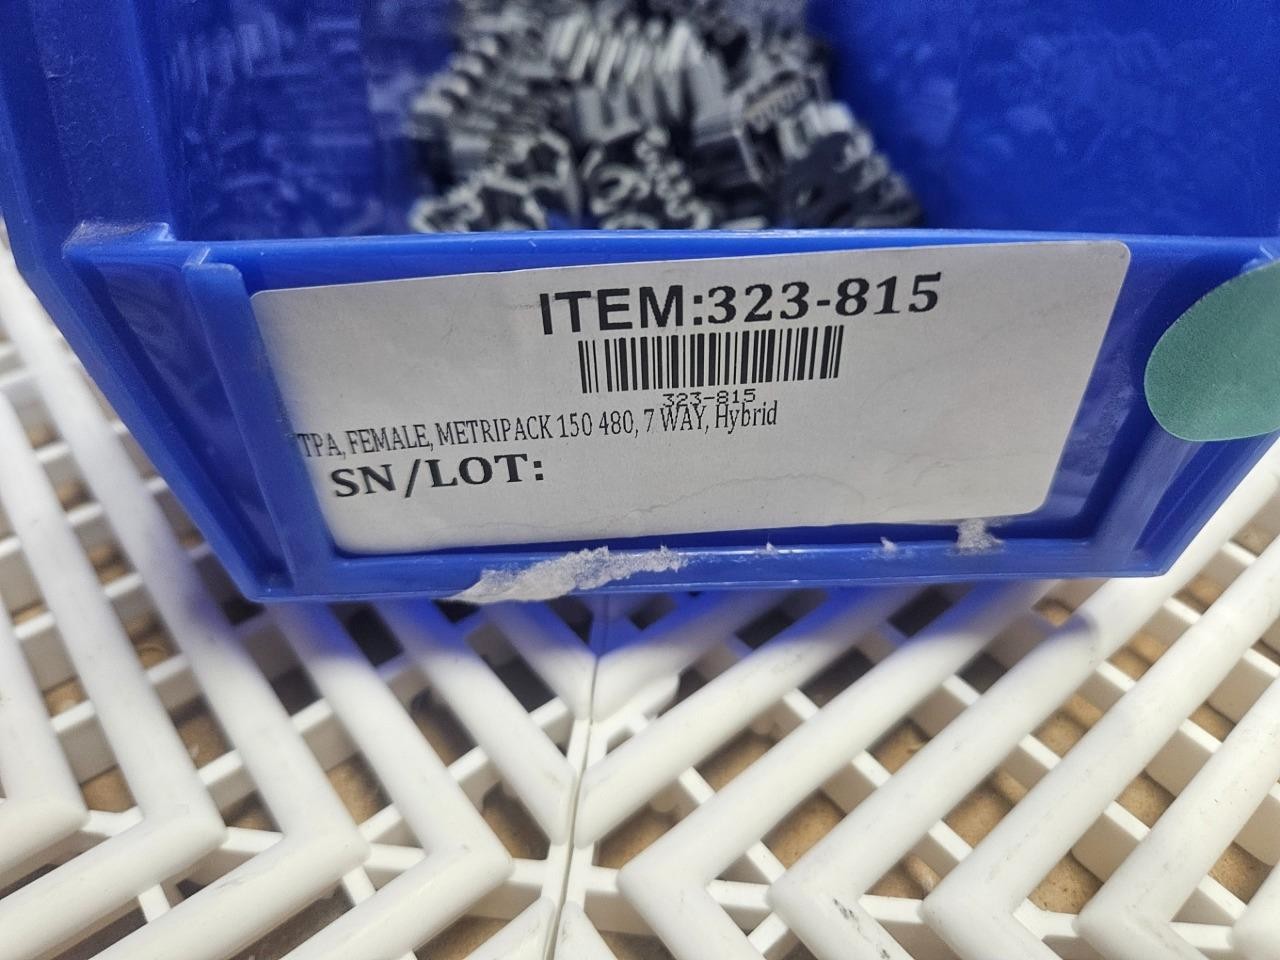 ITEM:323-815
323-815
TPA, FEMALE, METRIPACK 150 480, 7 WAY, Hybrid
SN/LOT: